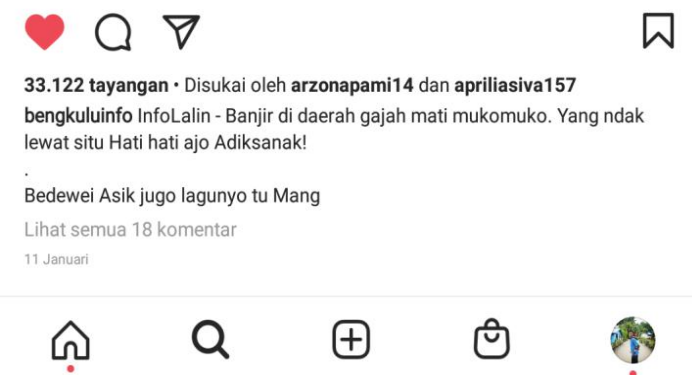 33.122 tayangan • Disukai oleh arzonapami14 dan apriliasiva157
bengkuluinfo InfoLalin - Banjir di daerah gajah mati mukomuko. Yang ndak
lewat situ Hati hati ajo Adiksanak!
.
Bedewei Asik jugo lagunyo tu Mang
Lihat semua 18 komentar
11 Januari